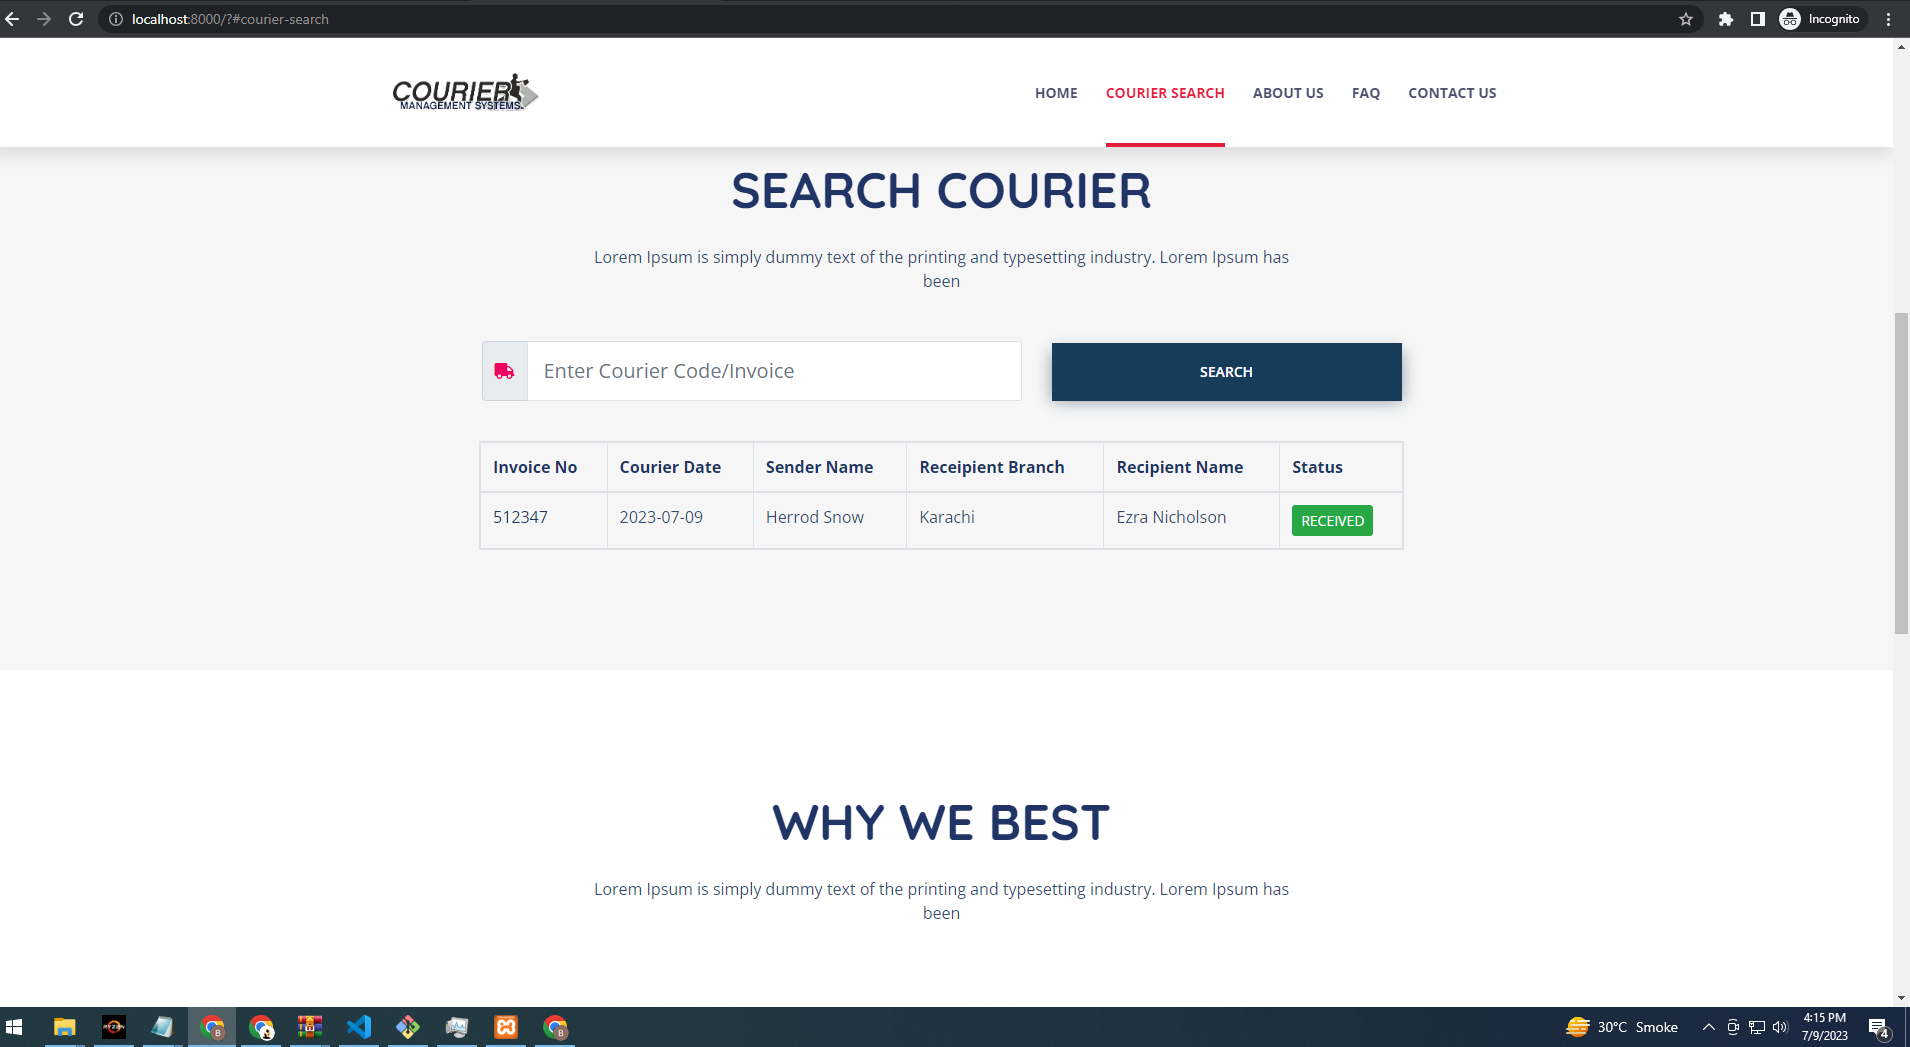 localhost:8000/?#courier-search
Incognito
COURIER
MANAGEMENT SYSTEMS
HOME
COURIER SEARCH
ABOUT US
FAQ
CONTACT US
SEARCH COURIER
Lorem Ipsum is simply dummy text of the printing and typesetting industry. Lorem Ipsum has
been
Enter Courier Code/Invoice
SEARCH
Invoice No
Courier Date
Sender Name
Receipient Branch
Recipient Name
Status
512347
2023-07-09
Herrod Snow
Karachi
Ezra Nicholson
RECEIVED
WHY WE BEST
Lorem Ipsum is simply dummy text of the printing and typesetting industry. Lorem Ipsum has
been
RYZEN
B
B
30°C Smoke
4:15 PM
7/9/2023
4